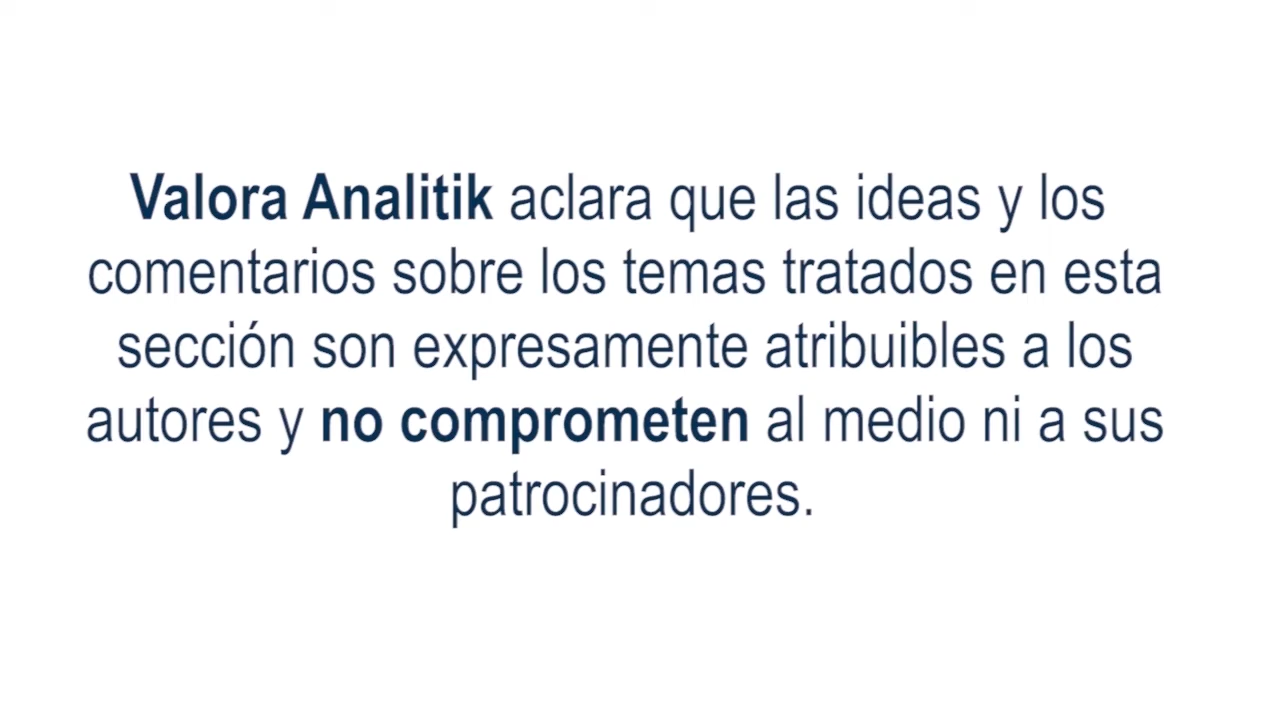 Valora Analitik aclara que las ideas y los
comentarios sobre los temas tratados en esta
sección son expresamente atribuibles a los
autores y no comprometen al medio ni a sus
patrocinadores.